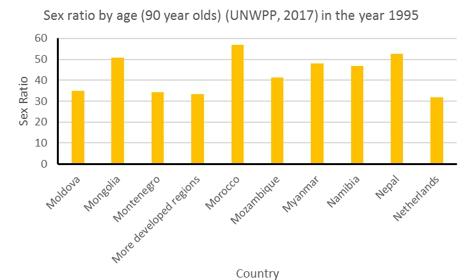 Sex ratio by age (90 year olds) (UNWPP, 2017) in the year 1995
60
50
40
30
20
10
0
Sex Ratio
Moldova
Mongolia
Montenegro
More developed regions
Morocco
Mozambique
Myanmar
Namibia
Nepal
Netherlands
Country